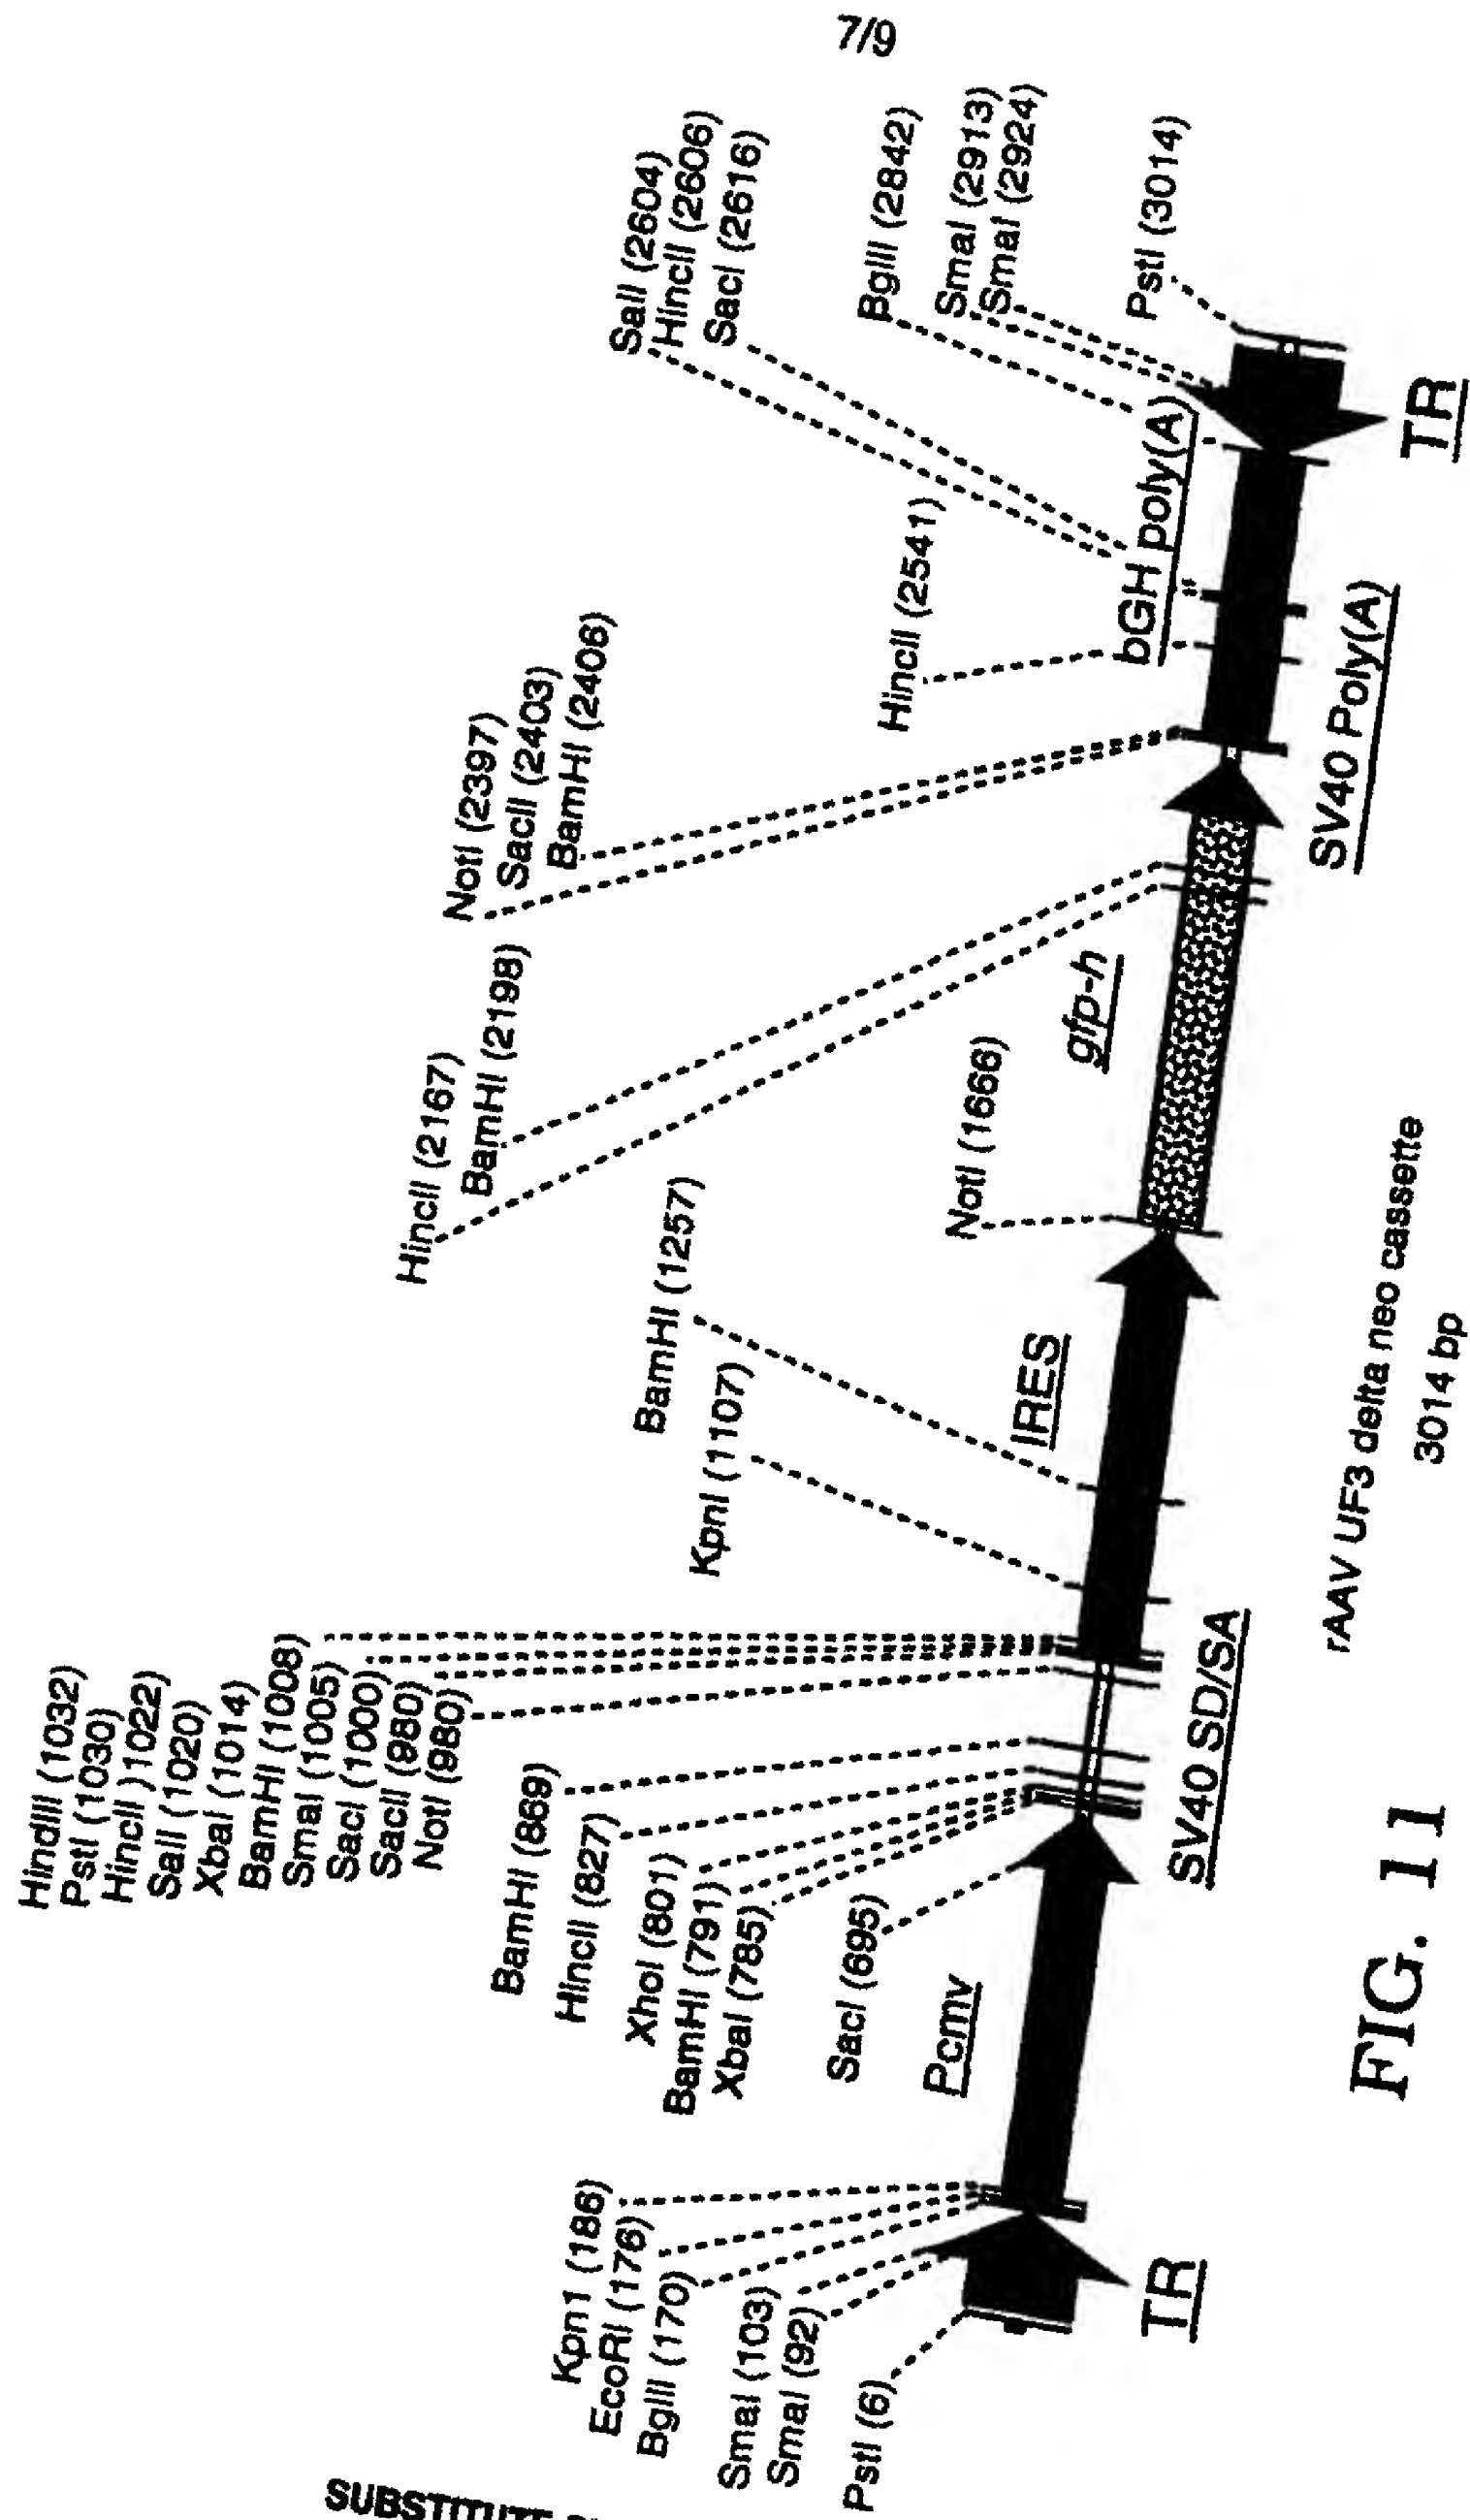 7/9
HindIII (1032)
PstI (1030)
HincII )1022)
SalI (1020)
XbaI (1014)
BamHI (1008)
SmaI (1005)
SacI (1000)
SacII (980)
NotI (980)
BamHI (869)
HincII (827)
XhoI (801)
BamHI (791)
XbaI (785)
SacI (695)
Kpn1 (186)
EcoRI (176)
BglII (170)
SmaI (103)
SmaI (92)
PstI (6)
HincII (2167)
BamHI (2198)
BamHI (1257)
KpnI (1107)
NotI (1666)
NotI (2397)
SacII (2403)
BamHI (2406)
HincII (2541)
SalI (2604)
HincII (2606)
SacI (2616)
BglII (2842)
SmaI (2913)
SmaI (2924)
PstI (3014)
TR
Pcmv
SV40 SD/SA
IRES
gfp-h
bGH poly(A)
SV40 Poly(A)
TR
rAAV UF3 delta neo cassette
3014 bp
FIG. 11
SUBSTITUTE